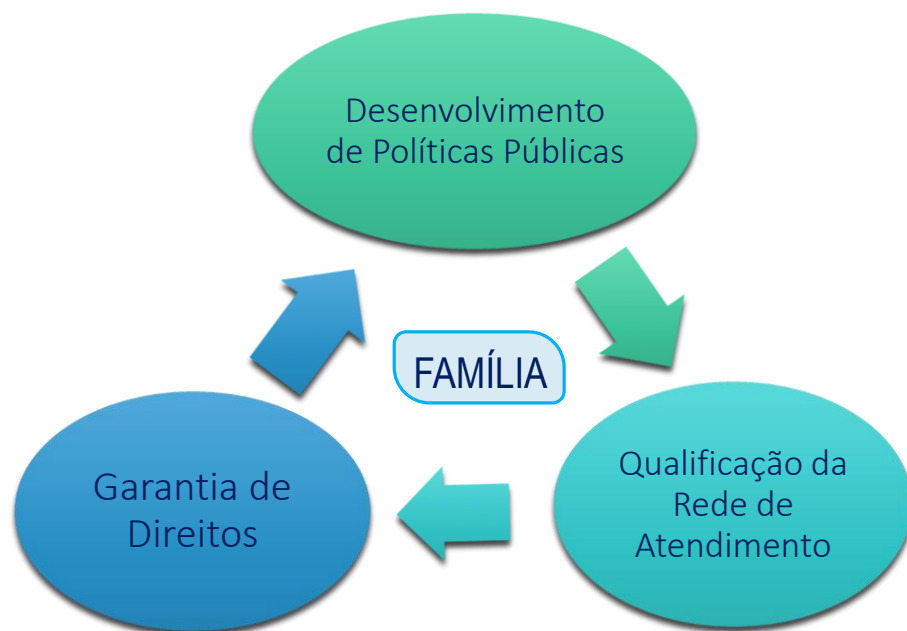 Desenvolvimento
de Políticas Públicas
FAMÍLIA
Garantia de
Direitos
Qualificação da
Rede de
Atendimento